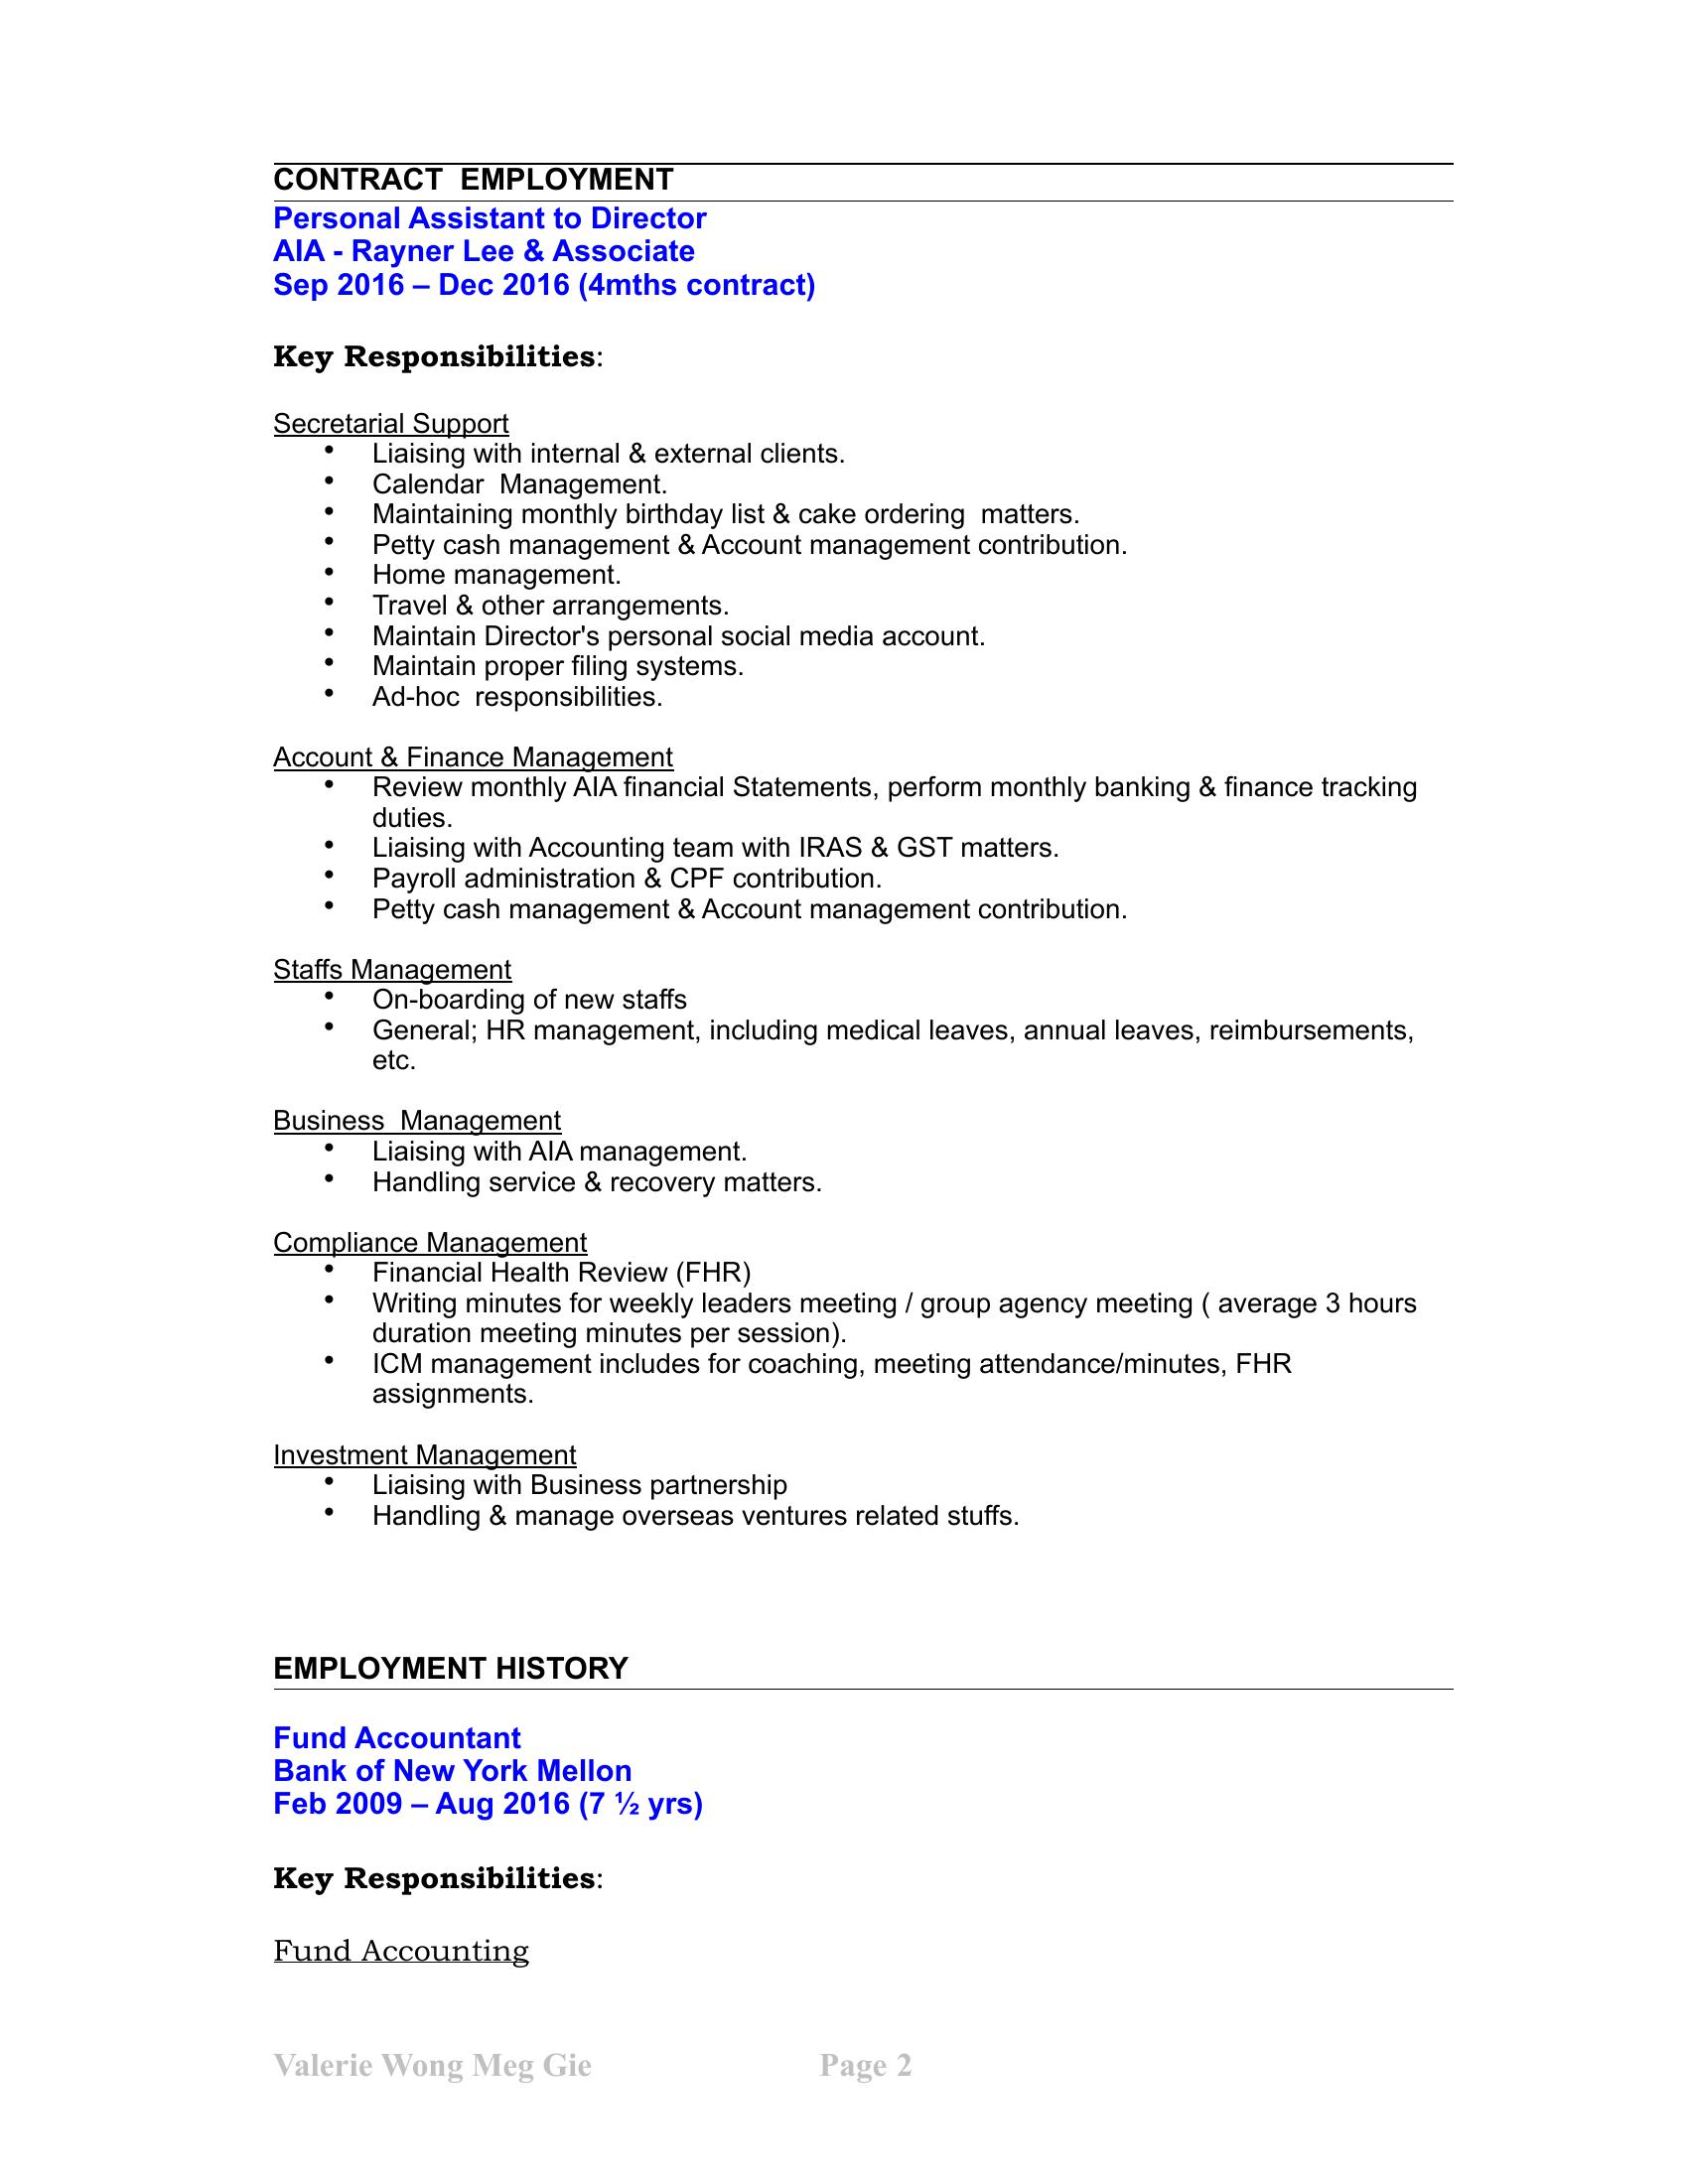 CONTRACT  EMPLOYMENT
Personal Assistant to Director
AIA - Rayner Lee & Associate
Sep 2016 – Dec 2016 (4mths contract)
Key Responsibilities:
Secretarial Support
• Liaising with internal & external clients.
• Calendar  Management.
• Maintaining monthly birthday list & cake ordering  matters.
• Petty cash management & Account management contribution.
• Home management.
• Travel & other arrangements.
• Maintain Director's personal social media account.
• Maintain proper filing systems.
• Ad-hoc  responsibilities.
Account & Finance Management
• Review monthly AIA financial Statements, perform monthly banking & finance tracking
duties.
• Liaising with Accounting team with IRAS & GST matters.
• Payroll administration & CPF contribution.
• Petty cash management & Account management contribution.
Staffs Management
• On-boarding of new staffs
• General; HR management, including medical leaves, annual leaves, reimbursements,
etc.
Business  Management
• Liaising with AIA management.
• Handling service & recovery matters.
Compliance Management
• Financial Health Review (FHR)
• Writing minutes for weekly leaders meeting / group agency meeting ( average 3 hours
duration meeting minutes per session).
• ICM management includes for coaching, meeting attendance/minutes, FHR
assignments.
Investment Management
• Liaising with Business partnership
• Handling & manage overseas ventures related stuffs.
EMPLOYMENT HISTORY
Fund Accountant
Bank of New York Mellon
Feb 2009 – Aug 2016 (7 ½ yrs)
Key Responsibilities:
Fund Accounting
Valerie Wong Meg Gie Page 2